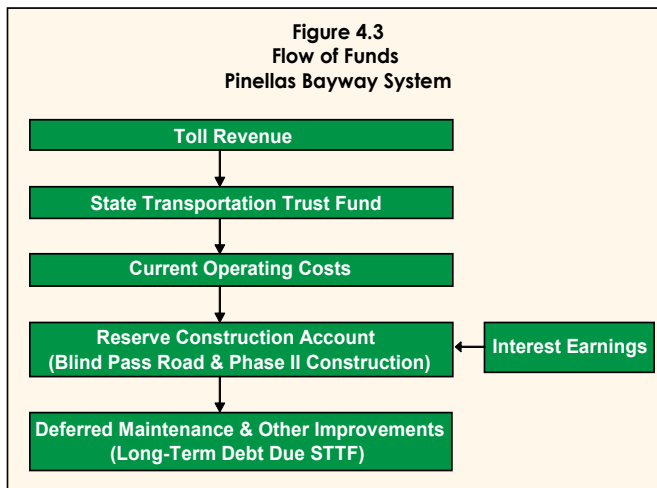 Figure 4.3
Flow of Funds
Pinellas Bayway System
Toll Revenue
State Transportation Trust Fund
Current Operating Costs
Reserve Construction Account
(Blind Pass Road & Phase II Construction)
Interest Earnings
Deferred Maintenance & Other Improvements
(Long-Term Debt Due STTF)